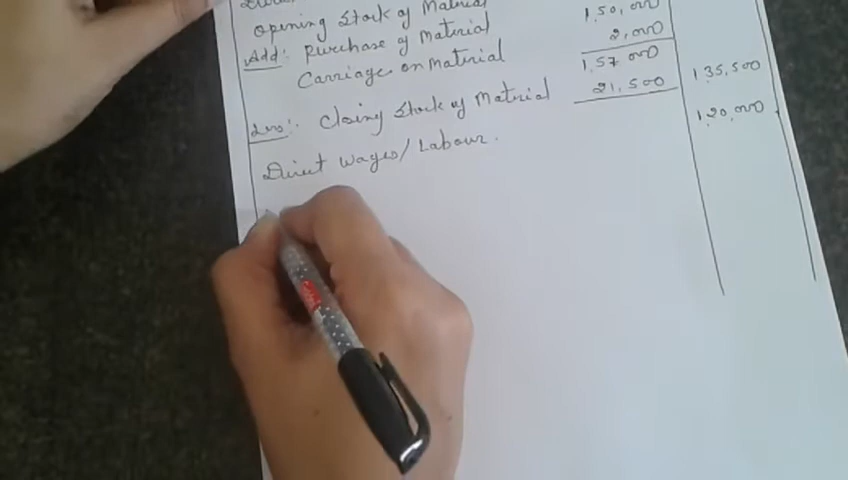 opening Stock of Material
Add: Purchase of Material 1,50,000
Carriage on Material 2,000
1,57,000
Less: Closing Stock of Material 21,500 1,35,500
Direct Wages/Labour. 1,20,000